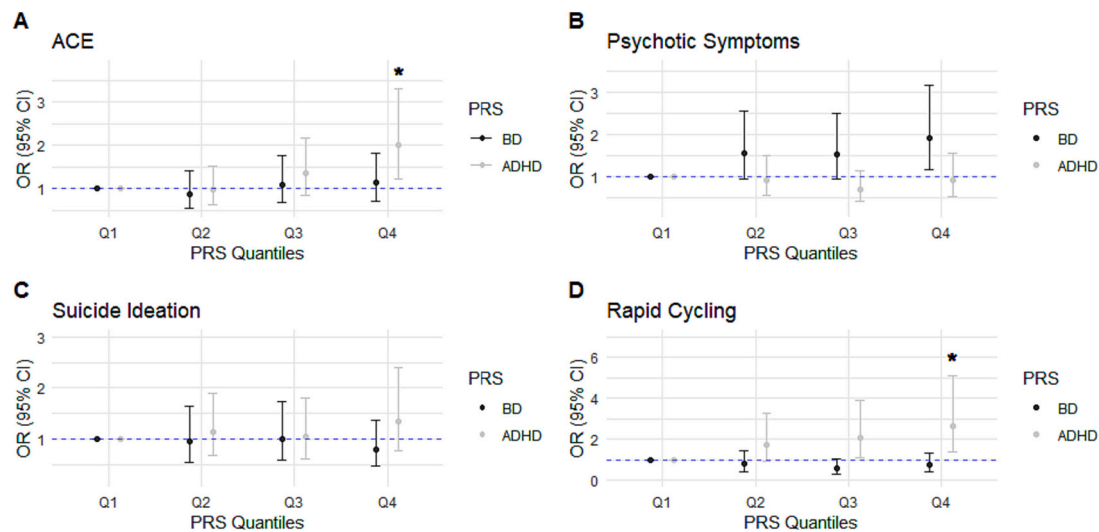 A
ACE
*
3
2
1
OR (95% CI)
Q1 Q2 Q3 Q4
PRS Quantiles
PRS
BD
ADHD
B
Psychotic Symptoms
3
2
1
OR (95% CI)
Q1 Q2 Q3 Q4
PRS Quantiles
PRS
BD
ADHD
C
Suicide Ideation
3
2
1
OR (95% CI)
Q1 Q2 Q3 Q4
PRS Quantiles
PRS
BD
ADHD
D
Rapid Cycling
*
6
4
2
0
OR (95% CI)
Q1 Q2 Q3 Q4
PRS Quantiles
PRS
BD
ADHD